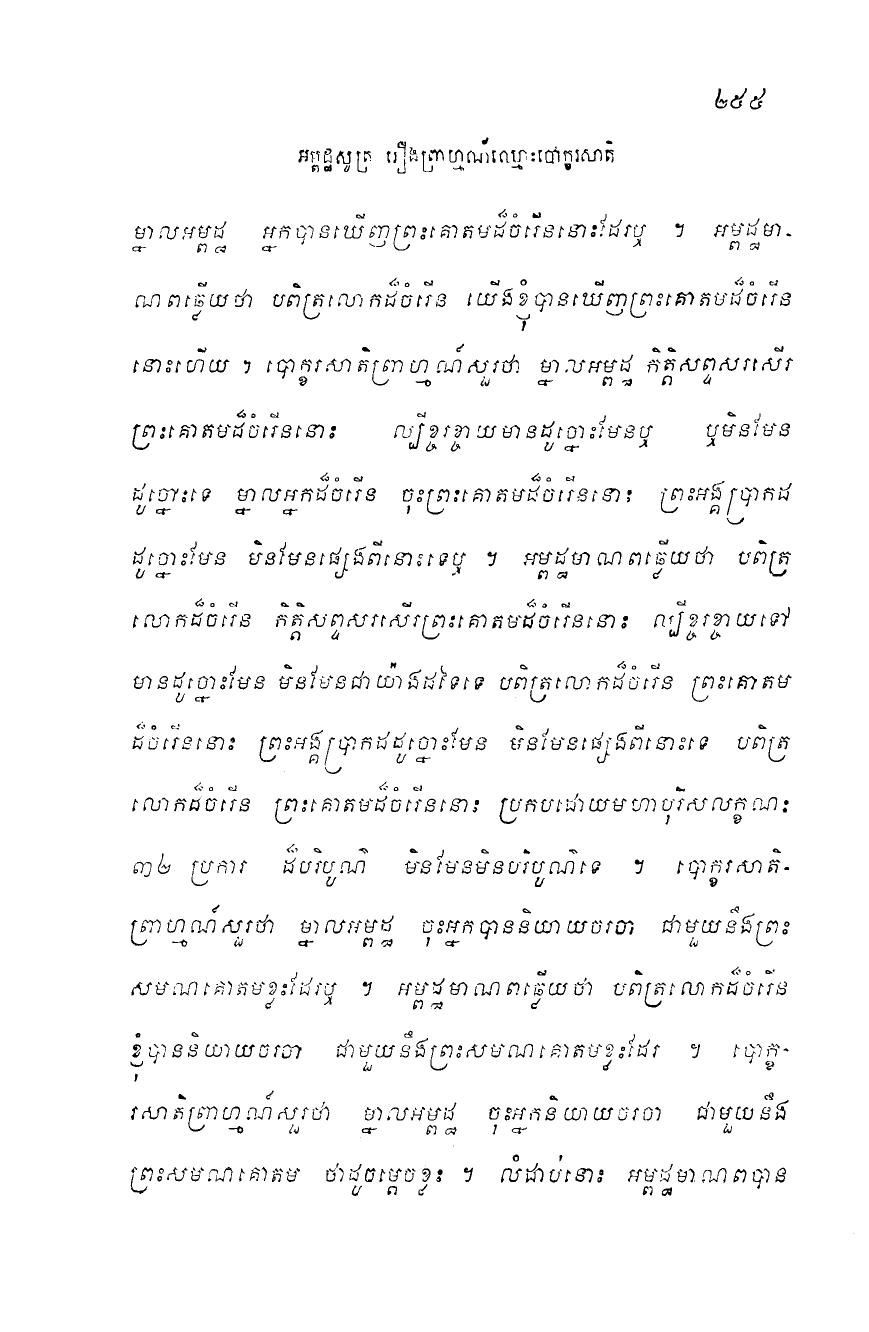 ២៥៥
អម្ពដ្ឋសូត្រ រឿងព្រាហ្មណ៍ឈ្មោះបោក្ខរសាតិ
ម្នាលអម្ពដ្ឋ អ្នកបានឃើញព្រះគោតមដ៏ចំរើននោះដែរឬ ។ អម្ពដ្ឋមា-
ណពឆ្លើយថា បពិត្រលោកដ៏ចំរើន យើងខ្ញុំបានឃើញព្រះគោតមដ៏ចំរើន
នោះហើយ ។ បោក្ខរសាតិព្រាហ្មណ៍សួរថា ម្នាលអម្ពដ្ឋ កិត្តិសព្ទសរសើរ
ព្រះគោតមដ៏ចំរើននោះ ល្បីខ្ចរខ្ចាយមានដូច្នោះមែនឬ ឬមិនមែន
ដូច្នោះទេ ម្នាលអ្នកដ៏ចំរើន ចុះព្រះគោតមដ៏ចំរើននោះ ព្រះអង្គប្រាកដ
ដូច្នោះមែន មិនមែនផ្សេងពីនោះទេឬ ។ អម្ពដ្ឋមាណពឆ្លើយថា បពិត្រ
លោកដ៏ចំរើន កិត្តិសព្ទសរសើរព្រះគោតមដ៏ចំរើននោះ ល្បីខ្ចរខ្ចាយទៅ
មានដូច្នោះមែន មិនមែនជាយ៉ាងដទៃទេ បពិត្រលោកដ៏ចំរើន ព្រះគោតម
ដ៏ចំរើននោះ ព្រះអង្គប្រាកដដូច្នោះមែន មិនមែនផ្សេងពីនោះទេ បពិត្រ
លោកដ៏ចំរើន ព្រះគោតមដ៏ចំរើននោះ ប្រកបដោយមហាបុរិសលក្ខណៈ
៣២ ប្រការ ដ៏បរិបូណ៌ មិនមែនមិនបរិបូណ៌ទេ ។ បោក្ខរសាតិ-
ព្រាហ្មណ៍សួរថា ម្នាលអម្ពដ្ឋ ចុះអ្នកបាននិយាយចរចា ជាមួយនឹងព្រះ
សមណគោតមខ្លះដែរឬ ។ អម្ពដ្ឋមាណពឆ្លើយថា បពិត្រលោកដ៏ចំរើន
ខ្ញុំបាននិយាយចរចា ជាមួយនឹងព្រះសមណគោតមខ្លះដែរ ។ បោក្ខ-
រសាតិព្រាហ្មណ៍សួរថា ម្នាលអម្ពដ្ឋ ចុះអ្នកនិយាយចរចា ជាមួយនឹង
ព្រះសមណគោតម ថាដូចម្តេចខ្លះ ។ លំដាប់នោះ អម្ពដ្ឋមាណពបាន